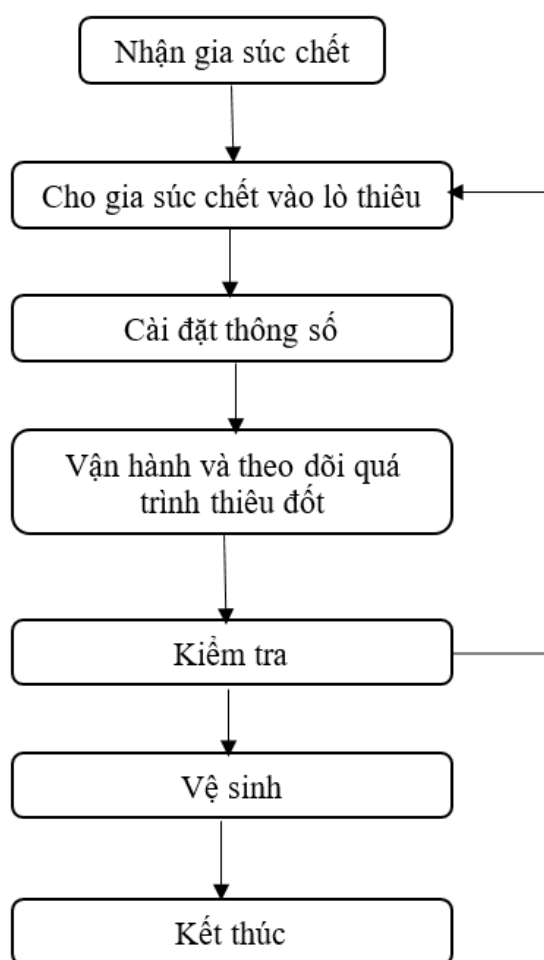 Nhận gia súc chết
Cho gia súc chết vào lò thiêu
Cài đặt thông số
Vận hành và theo dõi quá
trình thiêu đốt
Kiểm tra
Vệ sinh
Kết thúc